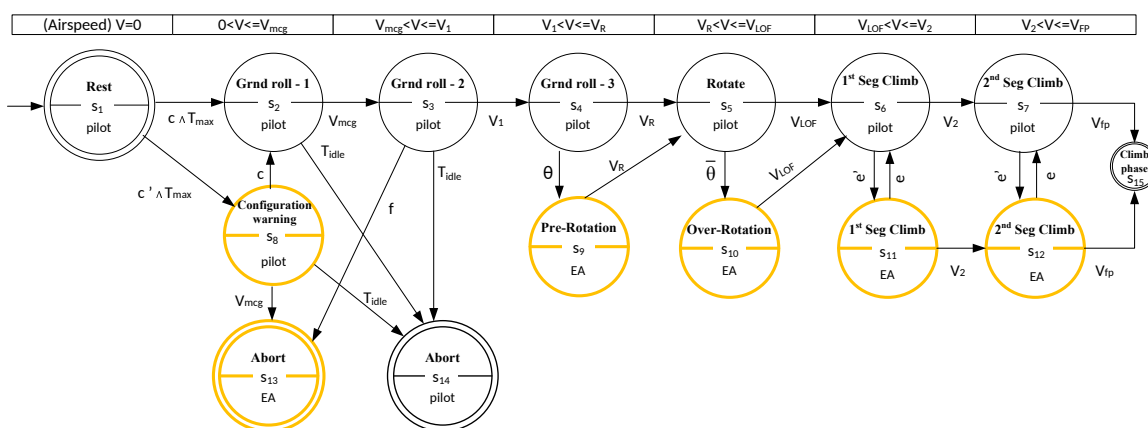 (Airspeed) V=0
0<V<=Vmcg
Vmcg<V<=V1
V1<V<=VR
VR<V<=VLOF
VLOF<V<=V2
V2<V<=VFP
Rest
s1
pilot
Grnd roll - 1
s2
pilot
Grnd roll - 2
s3
pilot
Grnd roll - 3
s4
pilot
Rotate
s5
pilot
1st Seg Climb
s6
pilot
2nd Seg Climb
s7
pilot
c ∧ Tmax
Vmcg
V1
VR
VLOF
V2
Vfp
Climb
phase
s15
c ' ∧ Tmax
c
Tidle
f
Tidle
θ
VR
θ̅
VLOF
e'
e
e'
e
Configuration
warning
s8
pilot
Pre-Rotation
s9
EA
Over-Rotation
s10
EA
1st Seg Climb
s11
EA
V2
2nd Seg Climb
s12
EA
Vfp
Vmcg
Tidle
Abort
s13
EA
Abort
s14
pilot